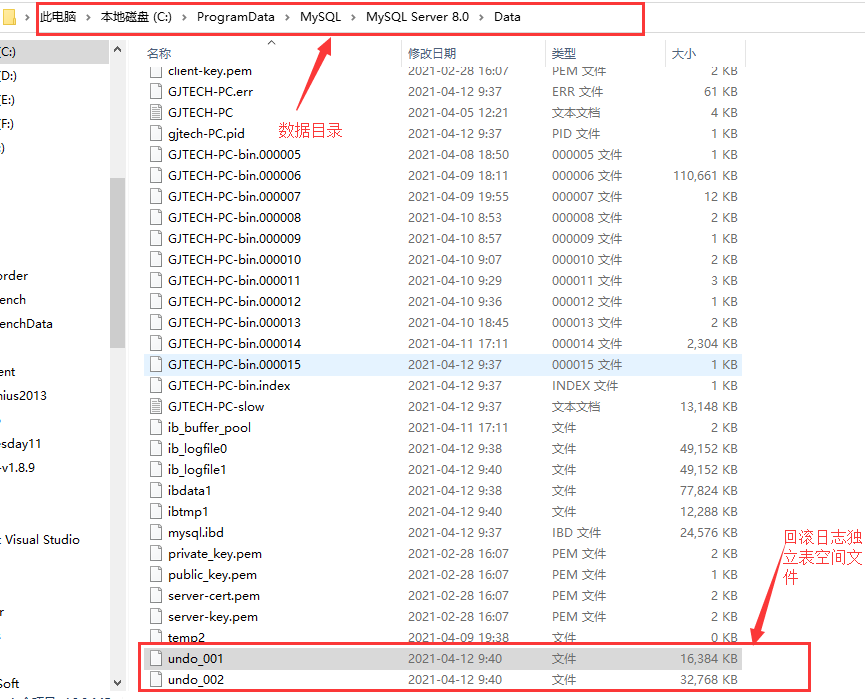 此电脑 > 本地磁盘 (C:) > ProgramData > MySQL > MySQL Server 8.0 > Data
名称 修改日期 类型 大小
client-key.pem 2021-02-28 16:07 PEM 文件 2 KB
GJTECH-PC.err 2021-04-12 9:37 ERR 文件 61 KB
GJTECH-PC 2021-04-05 12:21 文本文档 4 KB
gjtech-PC.pid 2021-04-12 9:37 PID 文件 1 KB
数据目录
GJTECH-PC-bin.000005 2021-04-08 18:50 000005 文件 1 KB
GJTECH-PC-bin.000006 2021-04-09 18:11 000006 文件 110,661 KB
GJTECH-PC-bin.000007 2021-04-09 19:55 000007 文件 12 KB
GJTECH-PC-bin.000008 2021-04-10 8:53 000008 文件 2 KB
GJTECH-PC-bin.000009 2021-04-10 8:57 000009 文件 1 KB
GJTECH-PC-bin.000010 2021-04-10 9:07 000010 文件 2 KB
GJTECH-PC-bin.000011 2021-04-10 9:29 000011 文件 3 KB
GJTECH-PC-bin.000012 2021-04-10 9:36 000012 文件 1 KB
GJTECH-PC-bin.000013 2021-04-10 18:45 000013 文件 2 KB
GJTECH-PC-bin.000014 2021-04-11 17:11 000014 文件 2,304 KB
GJTECH-PC-bin.000015 2021-04-12 9:37 000015 文件 1 KB
GJTECH-PC-bin.index 2021-04-12 9:37 INDEX 文件 1 KB
GJTECH-PC-slow 2021-04-12 9:37 文本文档 13,148 KB
ib_buffer_pool 2021-04-11 17:11 文件 2 KB
ib_logfile0 2021-04-12 9:38 文件 49,152 KB
ib_logfile1 2021-04-12 9:40 文件 49,152 KB
ibdata1 2021-04-12 9:38 文件 77,824 KB
ibtmp1 2021-04-12 9:40 文件 12,288 KB
mysql.ibd 2021-04-12 9:37 IBD 文件 24,576 KB
private_key.pem 2021-02-28 16:07 PEM 文件 2 KB
public_key.pem 2021-02-28 16:07 PEM 文件 1 KB
server-cert.pem 2021-02-28 16:07 PEM 文件 2 KB
server-key.pem 2021-02-28 16:07 PEM 文件 2 KB
temp2 2021-04-09 19:38 文件 0 KB
undo_001 2021-04-12 9:40 文件 16,384 KB
undo_002 2021-04-12 9:40 文件 32,768 KB
回滚日志独
立表空间文
件
(C:)
(D:)
(E:)
(F:)
:)
order
ench
enchData
ent
nius2013
esday11
-v1.8.9
: Visual Studio
r
Soft